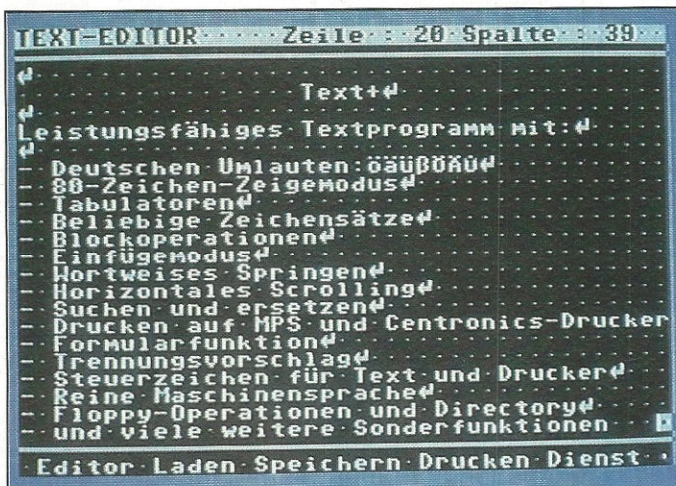 TEXT-EDITOR Zeile : 20 Spalte : 39
Text+
Leistungsfähiges Textprogramm mit:
- Deutschen Umlauten:öäüßÖÄÜ
- 80-Zeichen-Zeigemodus
- Tabulatoren
- Beliebige Zeichensätze
- Blockoperationen
- Einfügemodus
- Wortweises Springen
- Horizontales Scrolling
- Suchen und ersetzen
- Drucken auf MPS und Centronics-Drucker
- Formularfunktion
- Trennungsvorschlag
- Steuerzeichen für Text und Drucker
- Reine Maschinensprache
- Floppy-Operationen und Directory
- und viele weitere Sonderfunktionen
Editor Laden Speichern Drucken Dienst